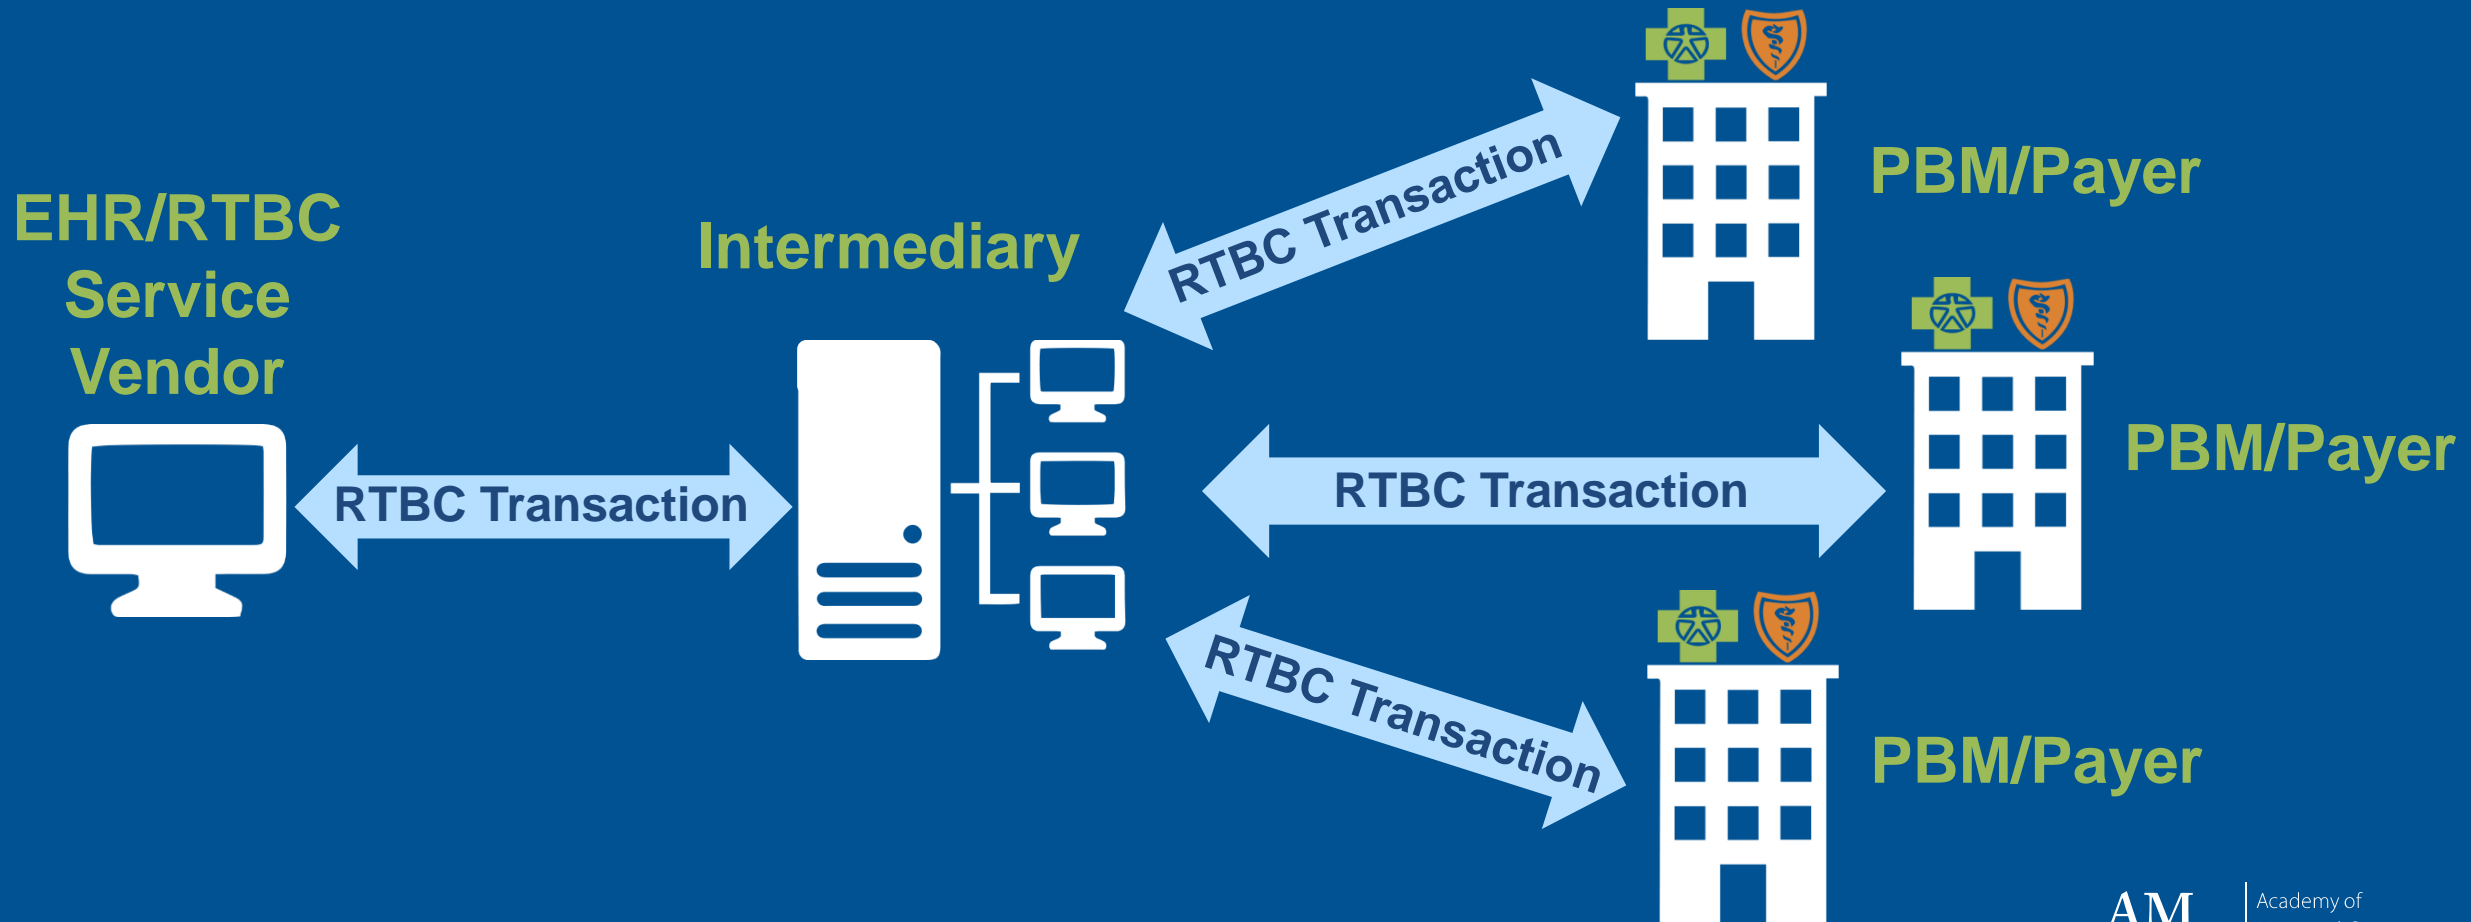 EHR/RTBC
Service
Vendor
RTBC Transaction
Intermediary
RTBC Transaction
PBM/Payer
RTBC Transaction
PBM/Payer
RTBC Transaction
PBM/Payer
AM
Academy of